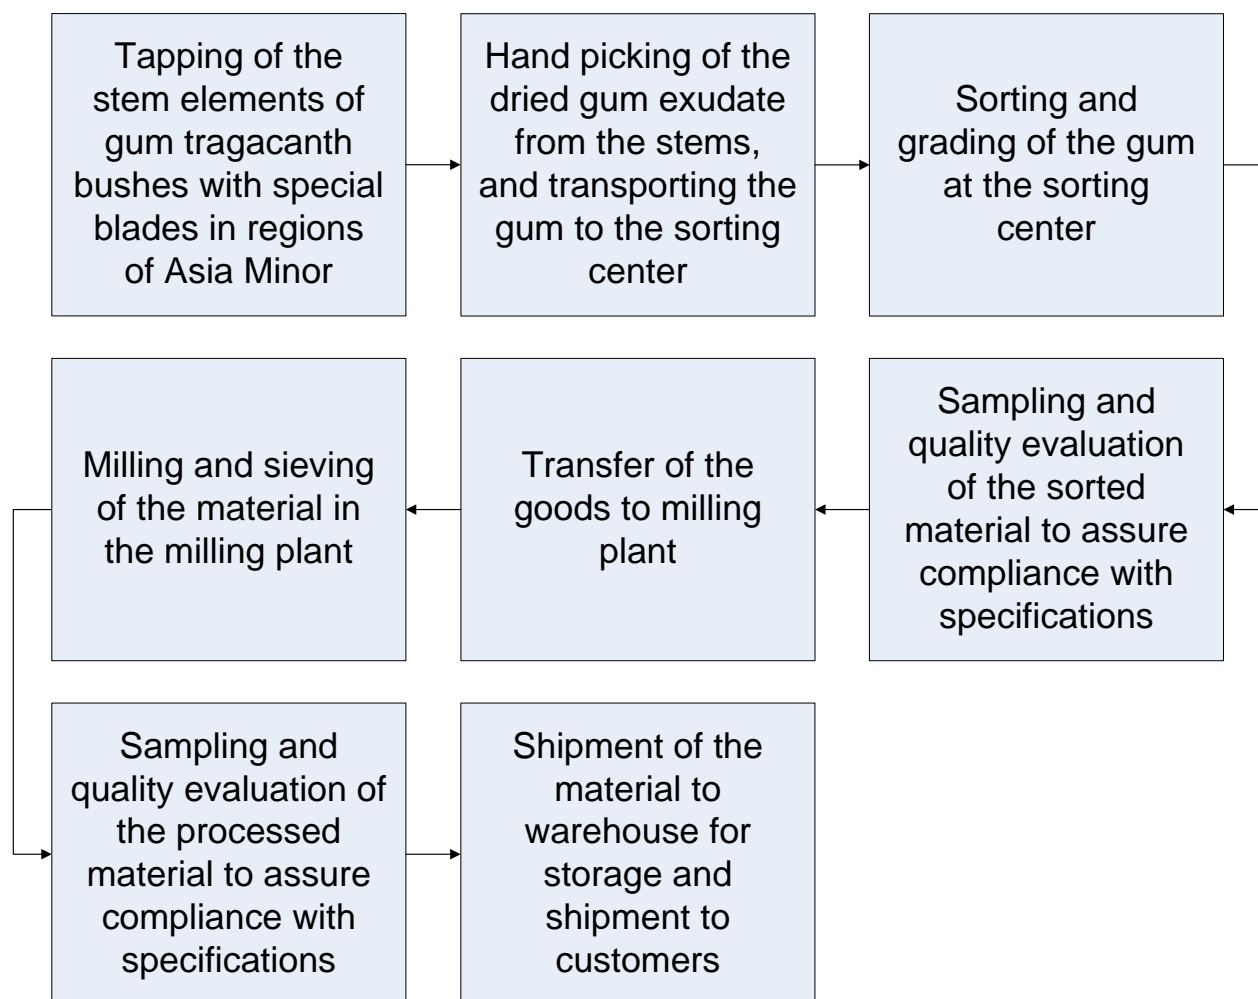 Tapping of the
stem elements of
gum tragacanth
bushes with special
blades in regions
of Asia Minor
Hand picking of the
dried gum exudate
from the stems,
and transporting the
gum to the sorting
center
Sorting and
grading of the gum
at the sorting
center
Sampling and
quality evaluation
of the sorted
material to assure
compliance with
specifications
Transfer of the
goods to milling
plant
Milling and sieving
of the material in
the milling plant
Sampling and
quality evaluation of
the processed
material to assure
compliance with
specifications
Shipment of the
material to
warehouse for
storage and
shipment to
customers